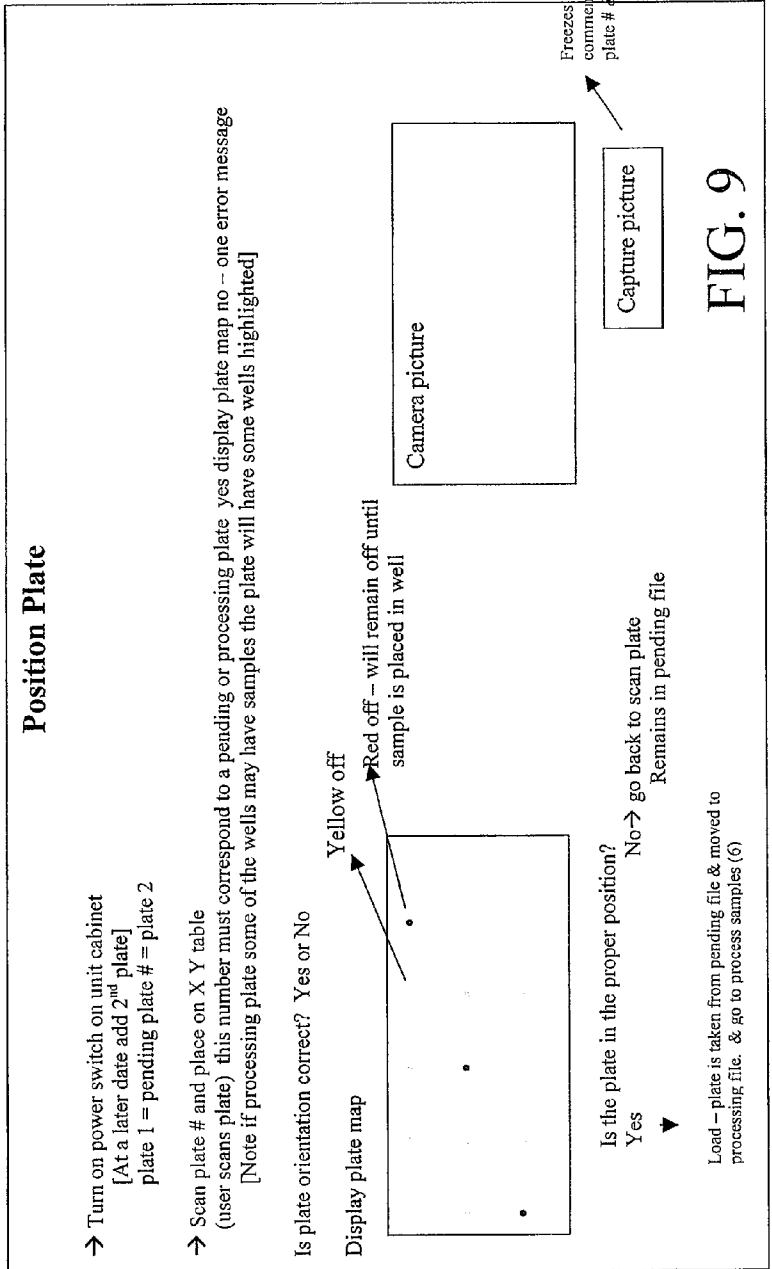 Position Plate
→ Turn on power switch on unit cabinet
[At a later date add 2nd plate]
plate 1 = pending plate # = plate 2
→ Scan plate # and place on X Y table
(user scans plate) this number must correspond to a pending or processing plate yes display plate map no – one error message
[Note if processing plate some of the wells may have samples the plate will have some wells highlighted]
Is plate orientation correct? Yes or No
Display plate map
Yellow off
Red off – will remain off until
sample is placed in well
Camera picture
Is the plate in the proper position?
Yes
No→ go back to scan plate
Remains in pending file
Load – plate is taken from pending file & moved to
processing file. & go to process samples (6)
Capture picture
Freezes
plate #
FIG. 9